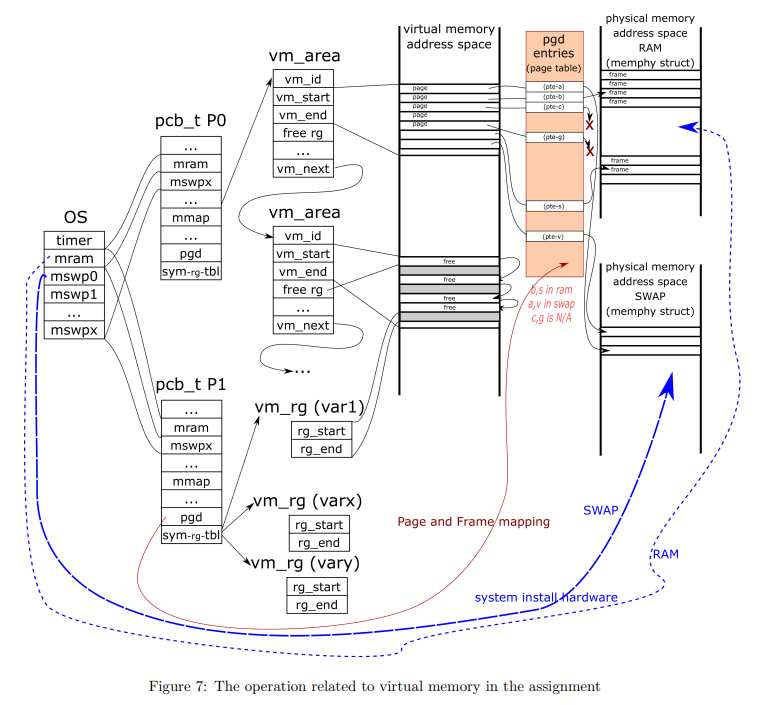 OS
timer
mram
mswp0
mswp1
...
mswpx
pcb_t P0
...
mram
mswpx
...
mmap
...
pgd
sym-rg-tbl
pcb_t P1
...
mram
mswpx
...
mmap
...
pgd
sym-rg-tbl
vm_area
vm_id
vm_start
vm_end
free rg
...
vm_next
vm_area
vm_id
vm_start
vm_end
free rg
...
vm_next
...
vm_rg (var1)
rg_start
rg_end
vm_rg (varx)
rg_start
rg_end
vm_rg (vary)
rg_start
rg_end
virtual memory
address space
page
page
page
page
free
free
free
pgd
entries
(page table)
(pte-a)
(pte-b)
(pte-c)
X
(pte-g)
X
(pte-s)
(pte-v)
b,s in ram
a,v in swap
c,g is N/A
physical memory
address space
RAM
(memphy struct)
frame
frame
frame
frame
frame
frame
physical memory
address space
SWAP
(memphy struct)
Page and Frame mapping
SWAP
RAM
system install hardware
Figure 7: The operation related to virtual memory in the assignment